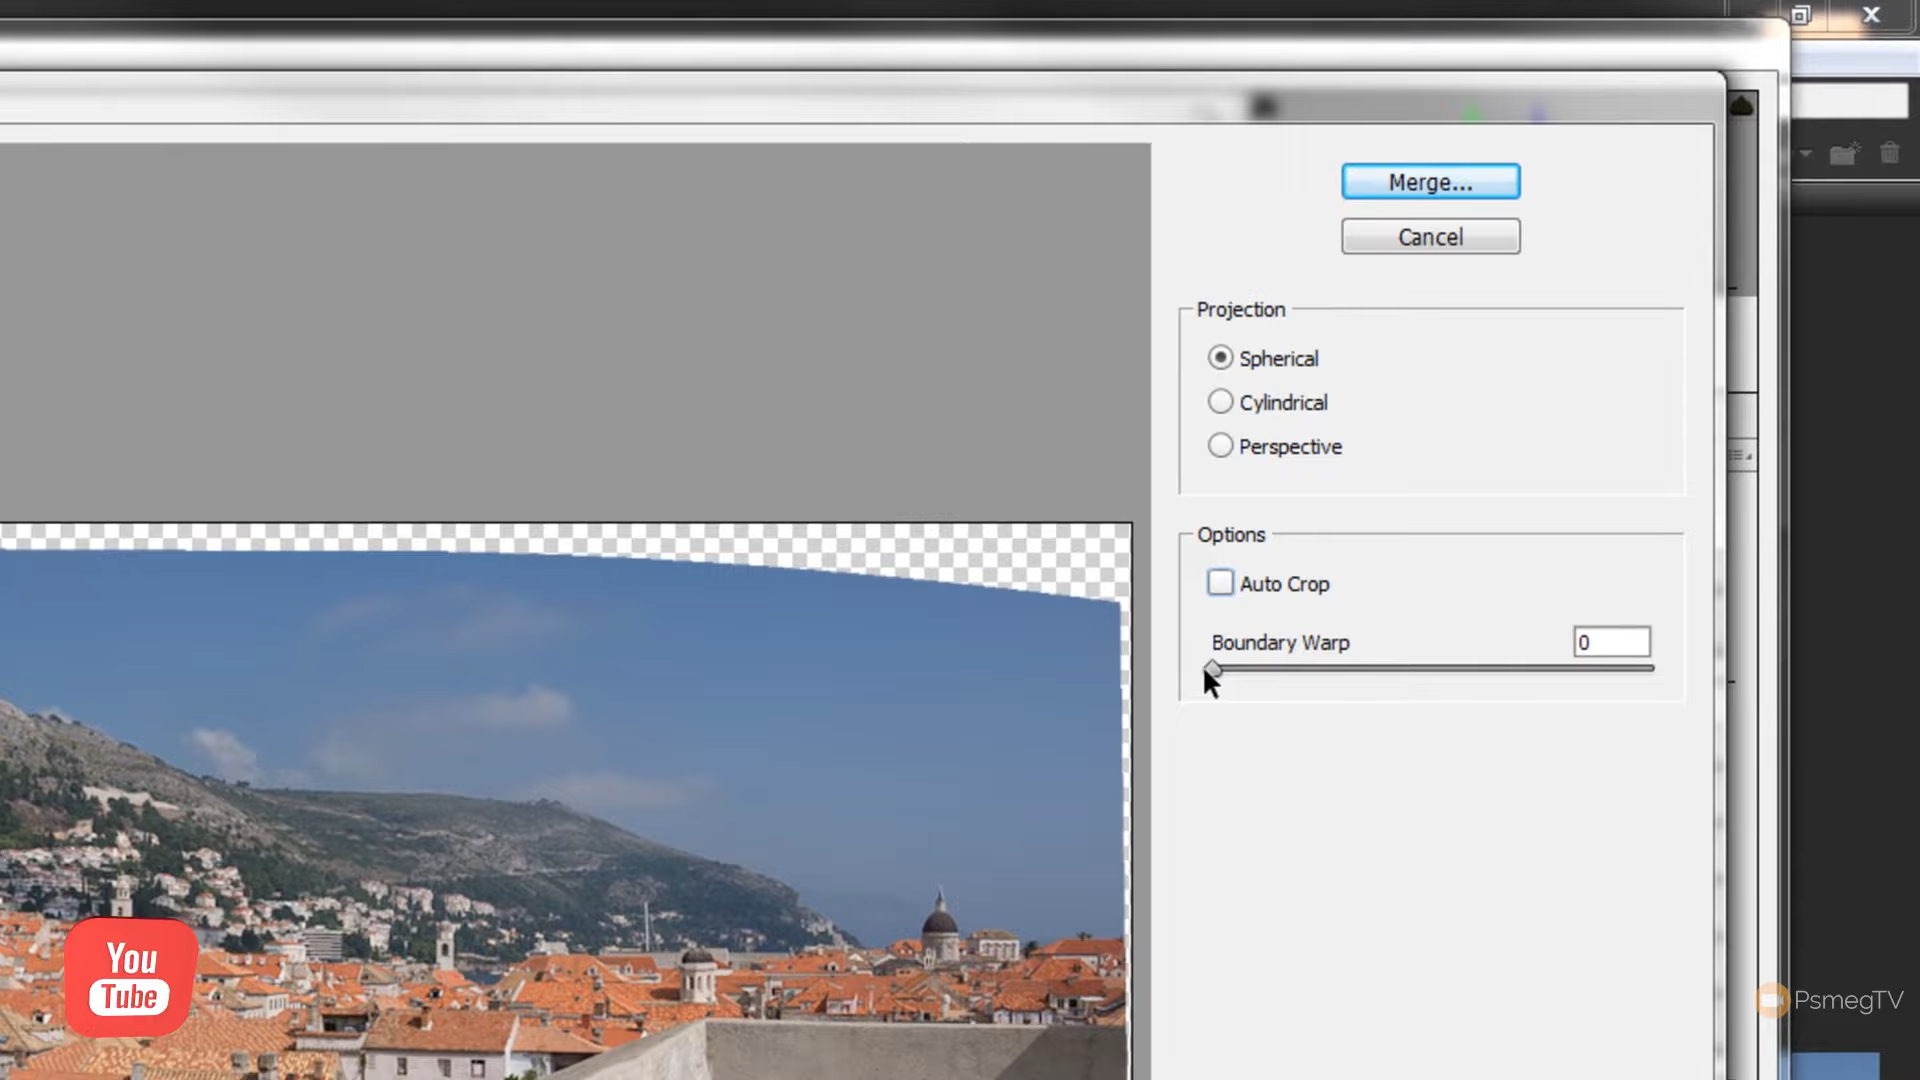 Merge...
Cancel
Projection
Spherical
Cylindrical
Perspective
Options
Auto Crop
Boundary Warp
0
You
Tube
PsmegTV